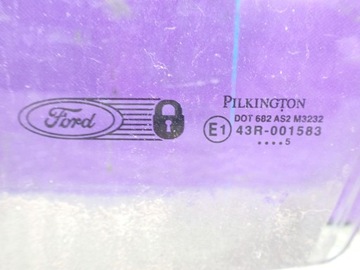 Ford
PILKINGTON
DOT 682 AS2 M3232
E1 43R-001583
....5